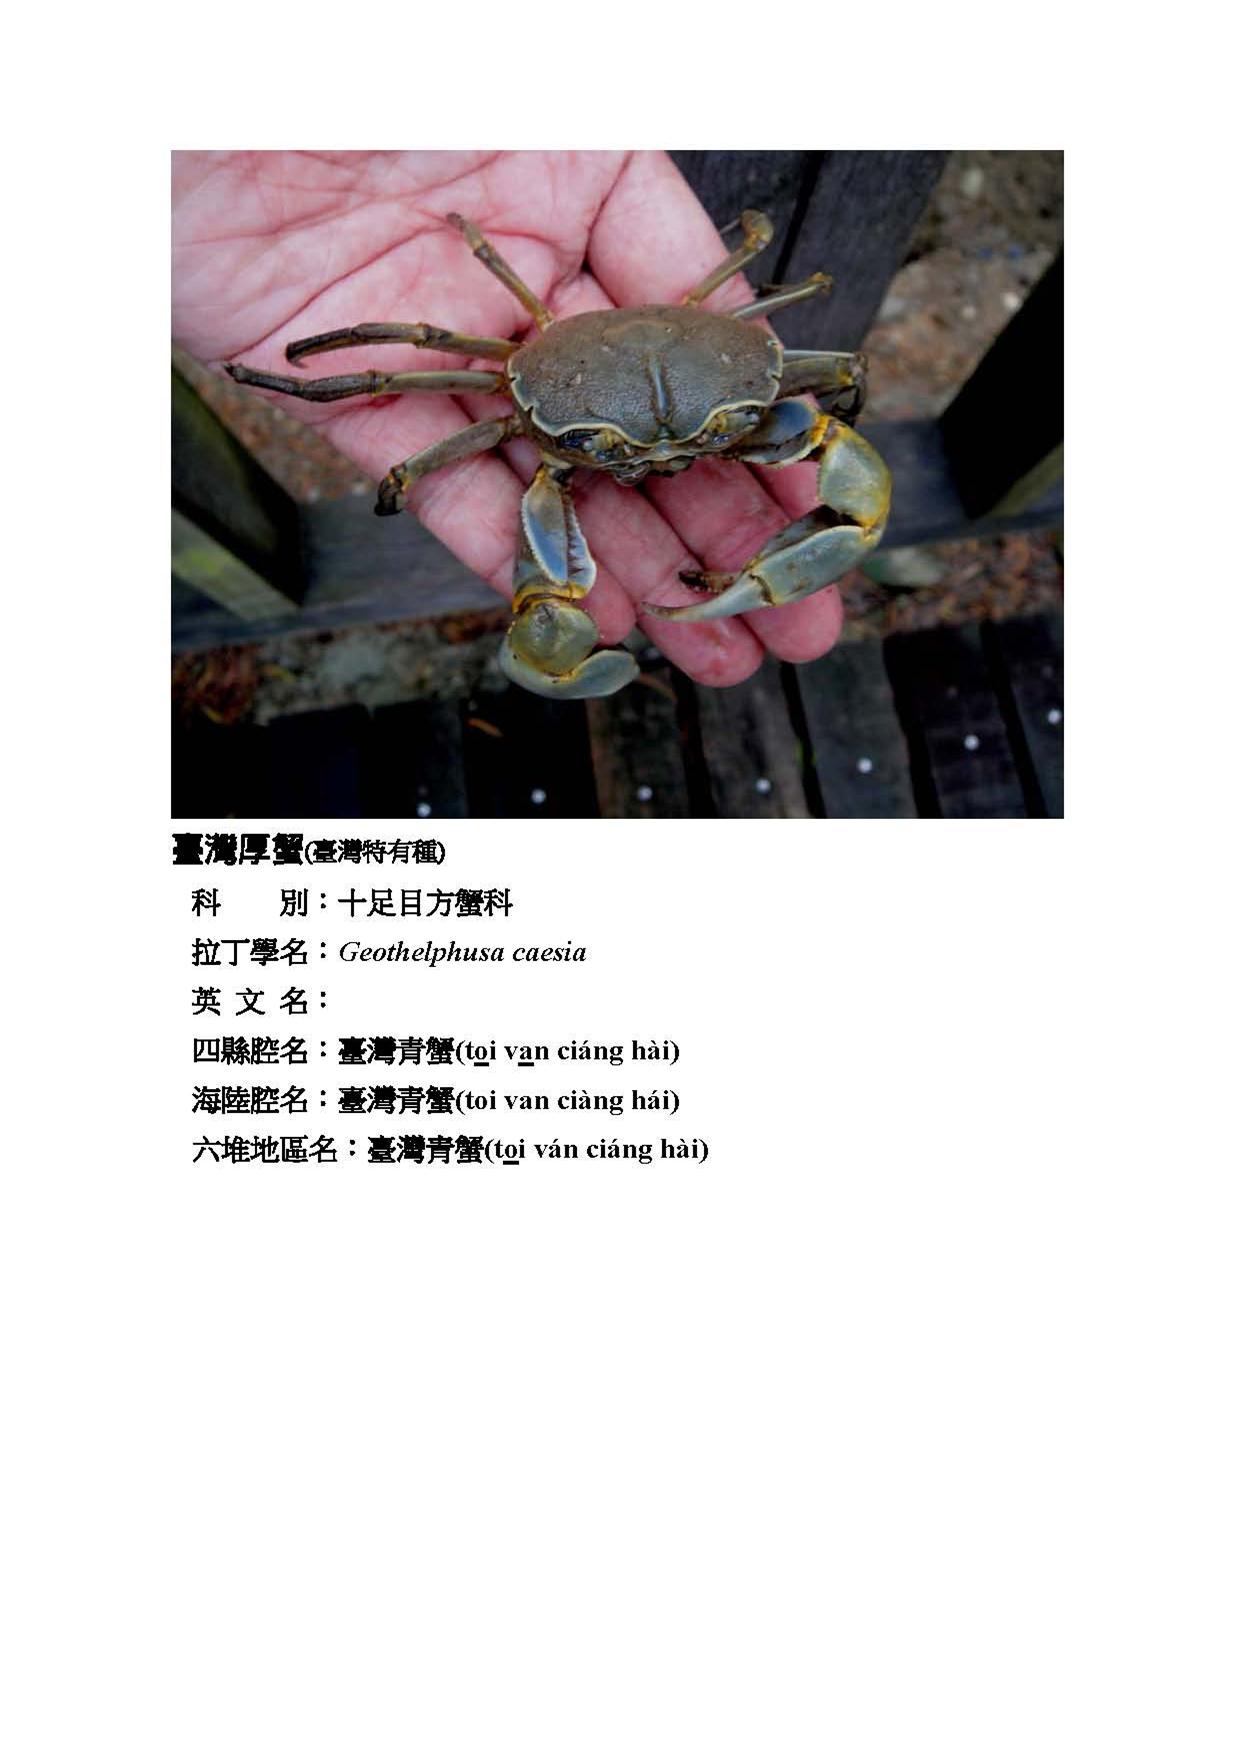 臺灣厚蟹(臺灣特有種)
科　　別：十足目方蟹科
拉丁學名：Geothelphusa caesia
英 文 名：
四縣腔名：臺灣青蟹(to̲i va̲n ciáng hài)
海陸腔名：臺灣青蟹(toi van ciàng hái)
六堆地區名：臺灣青蟹(to̲i ván ciáng hài)